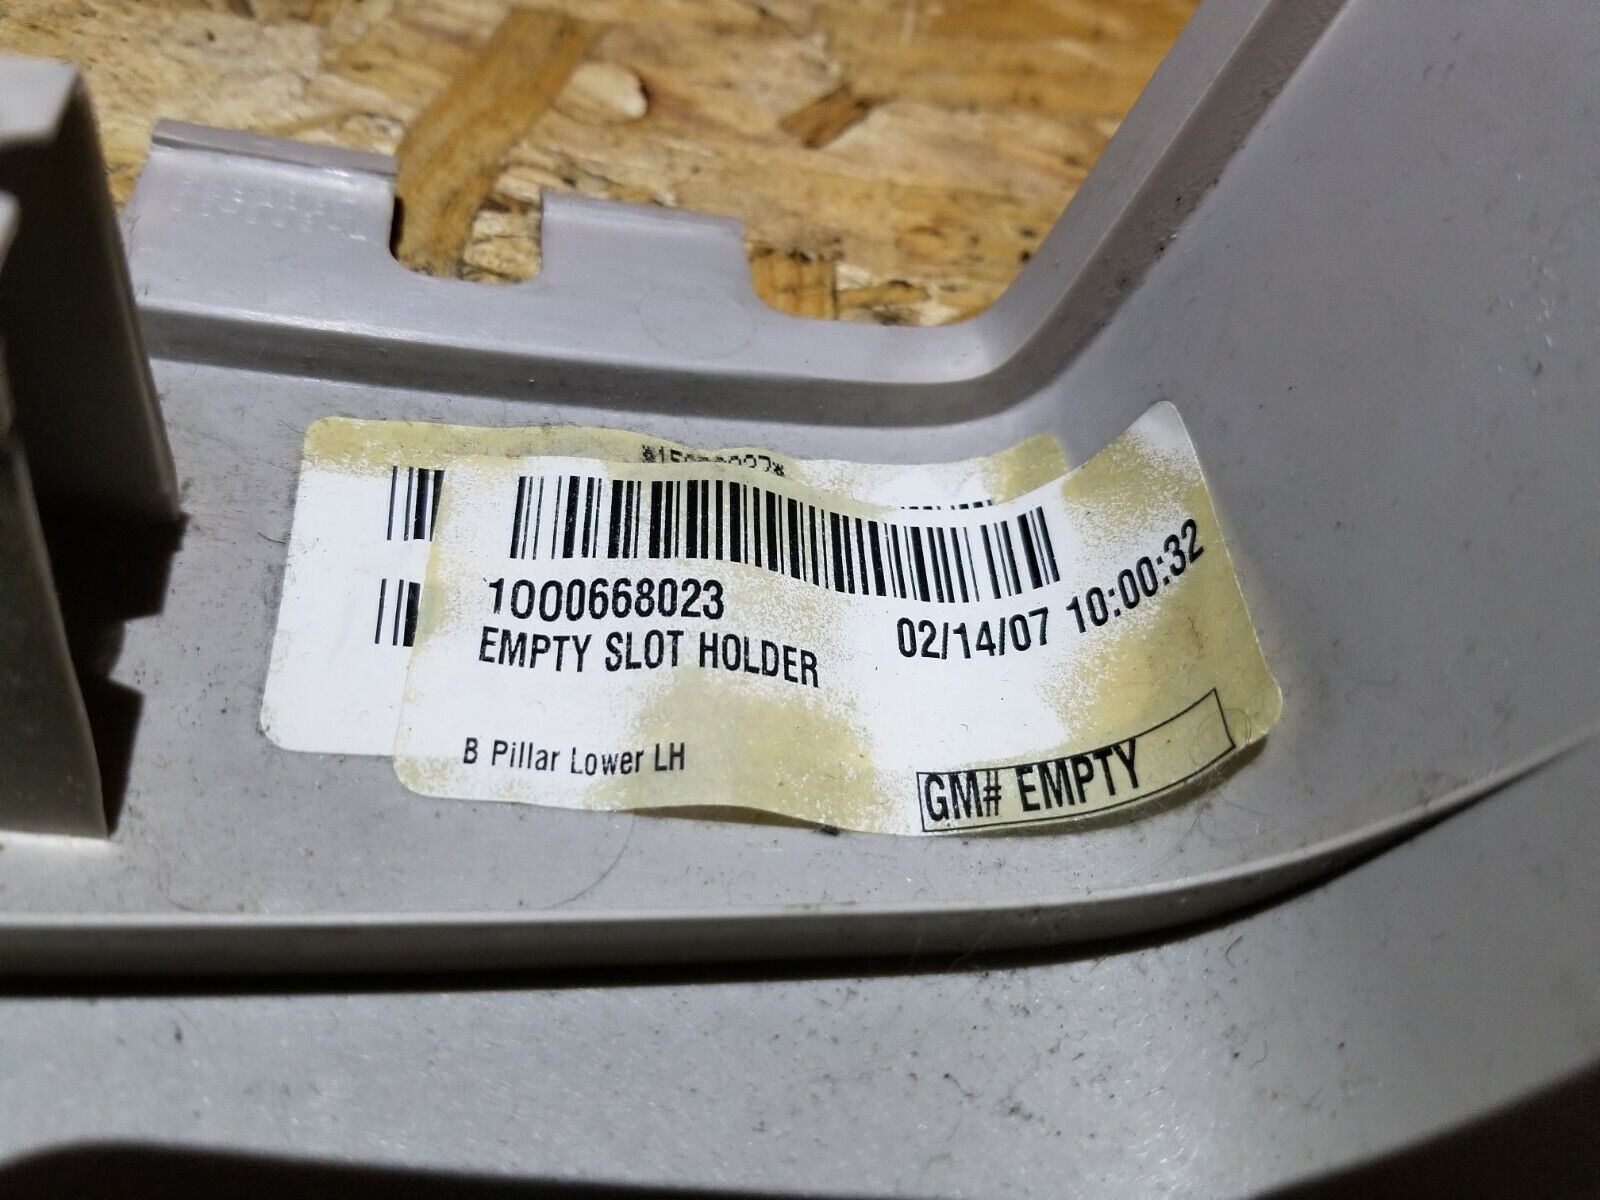 1000668023
02/14/07 10:00:32
EMPTY SLOT HOLDER
B Pillar Lower LH
GM# EMPTY